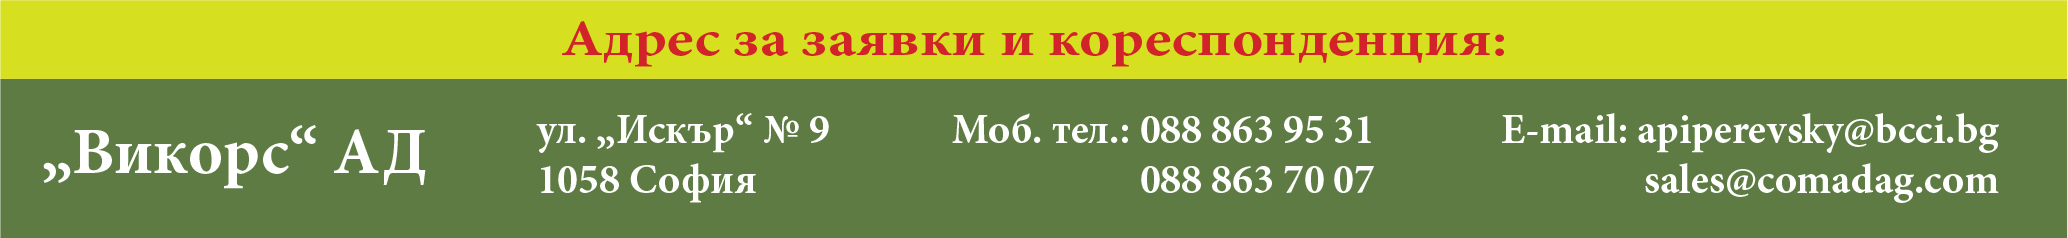 Адрес за заявки и кореспонденция:
„Викорс“ АД
ул. „Искър“ № 9
1058 София
Моб. тел.: 088 863 95 31
088 863 70 07
E-mail: apiperevsky@bcci.bg
sales@comadag.com